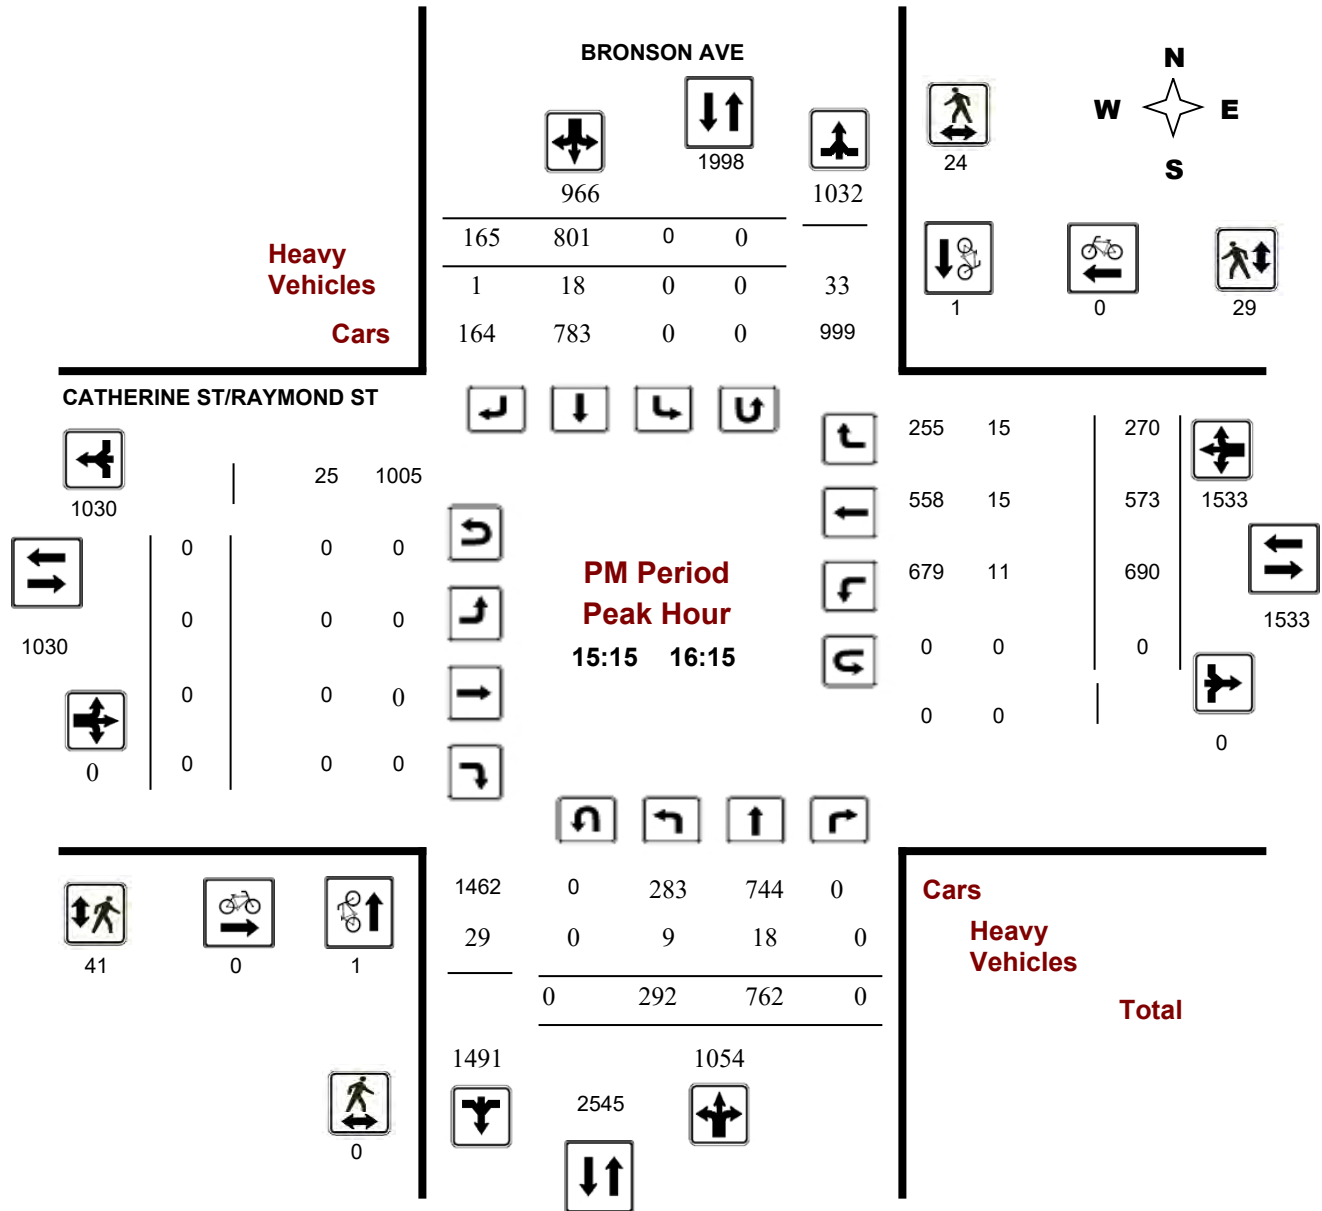 BRONSON AVE
N
W E
S
1998
24
966 1032
165 801 0 0
Heavy
Vehicles
1 18 0 0 33
Cars
164 783 0 0 999
1 0 29
CATHERINE ST/RAYMOND ST
255 15 270
25 1005
1030
558 15 573 1533
0 0 0
PM Period
679 11 690
Peak Hour
0 0 0
1533
1030
15:15 16:15
0 0 0
0 0 0
0 0
0
0 0 0
0
1462 0 283 744 0
Cars
29 0 9 18 0
Heavy
Vehicles
41 0 1
0 292 762 0
Total
1491 1054
2545
0